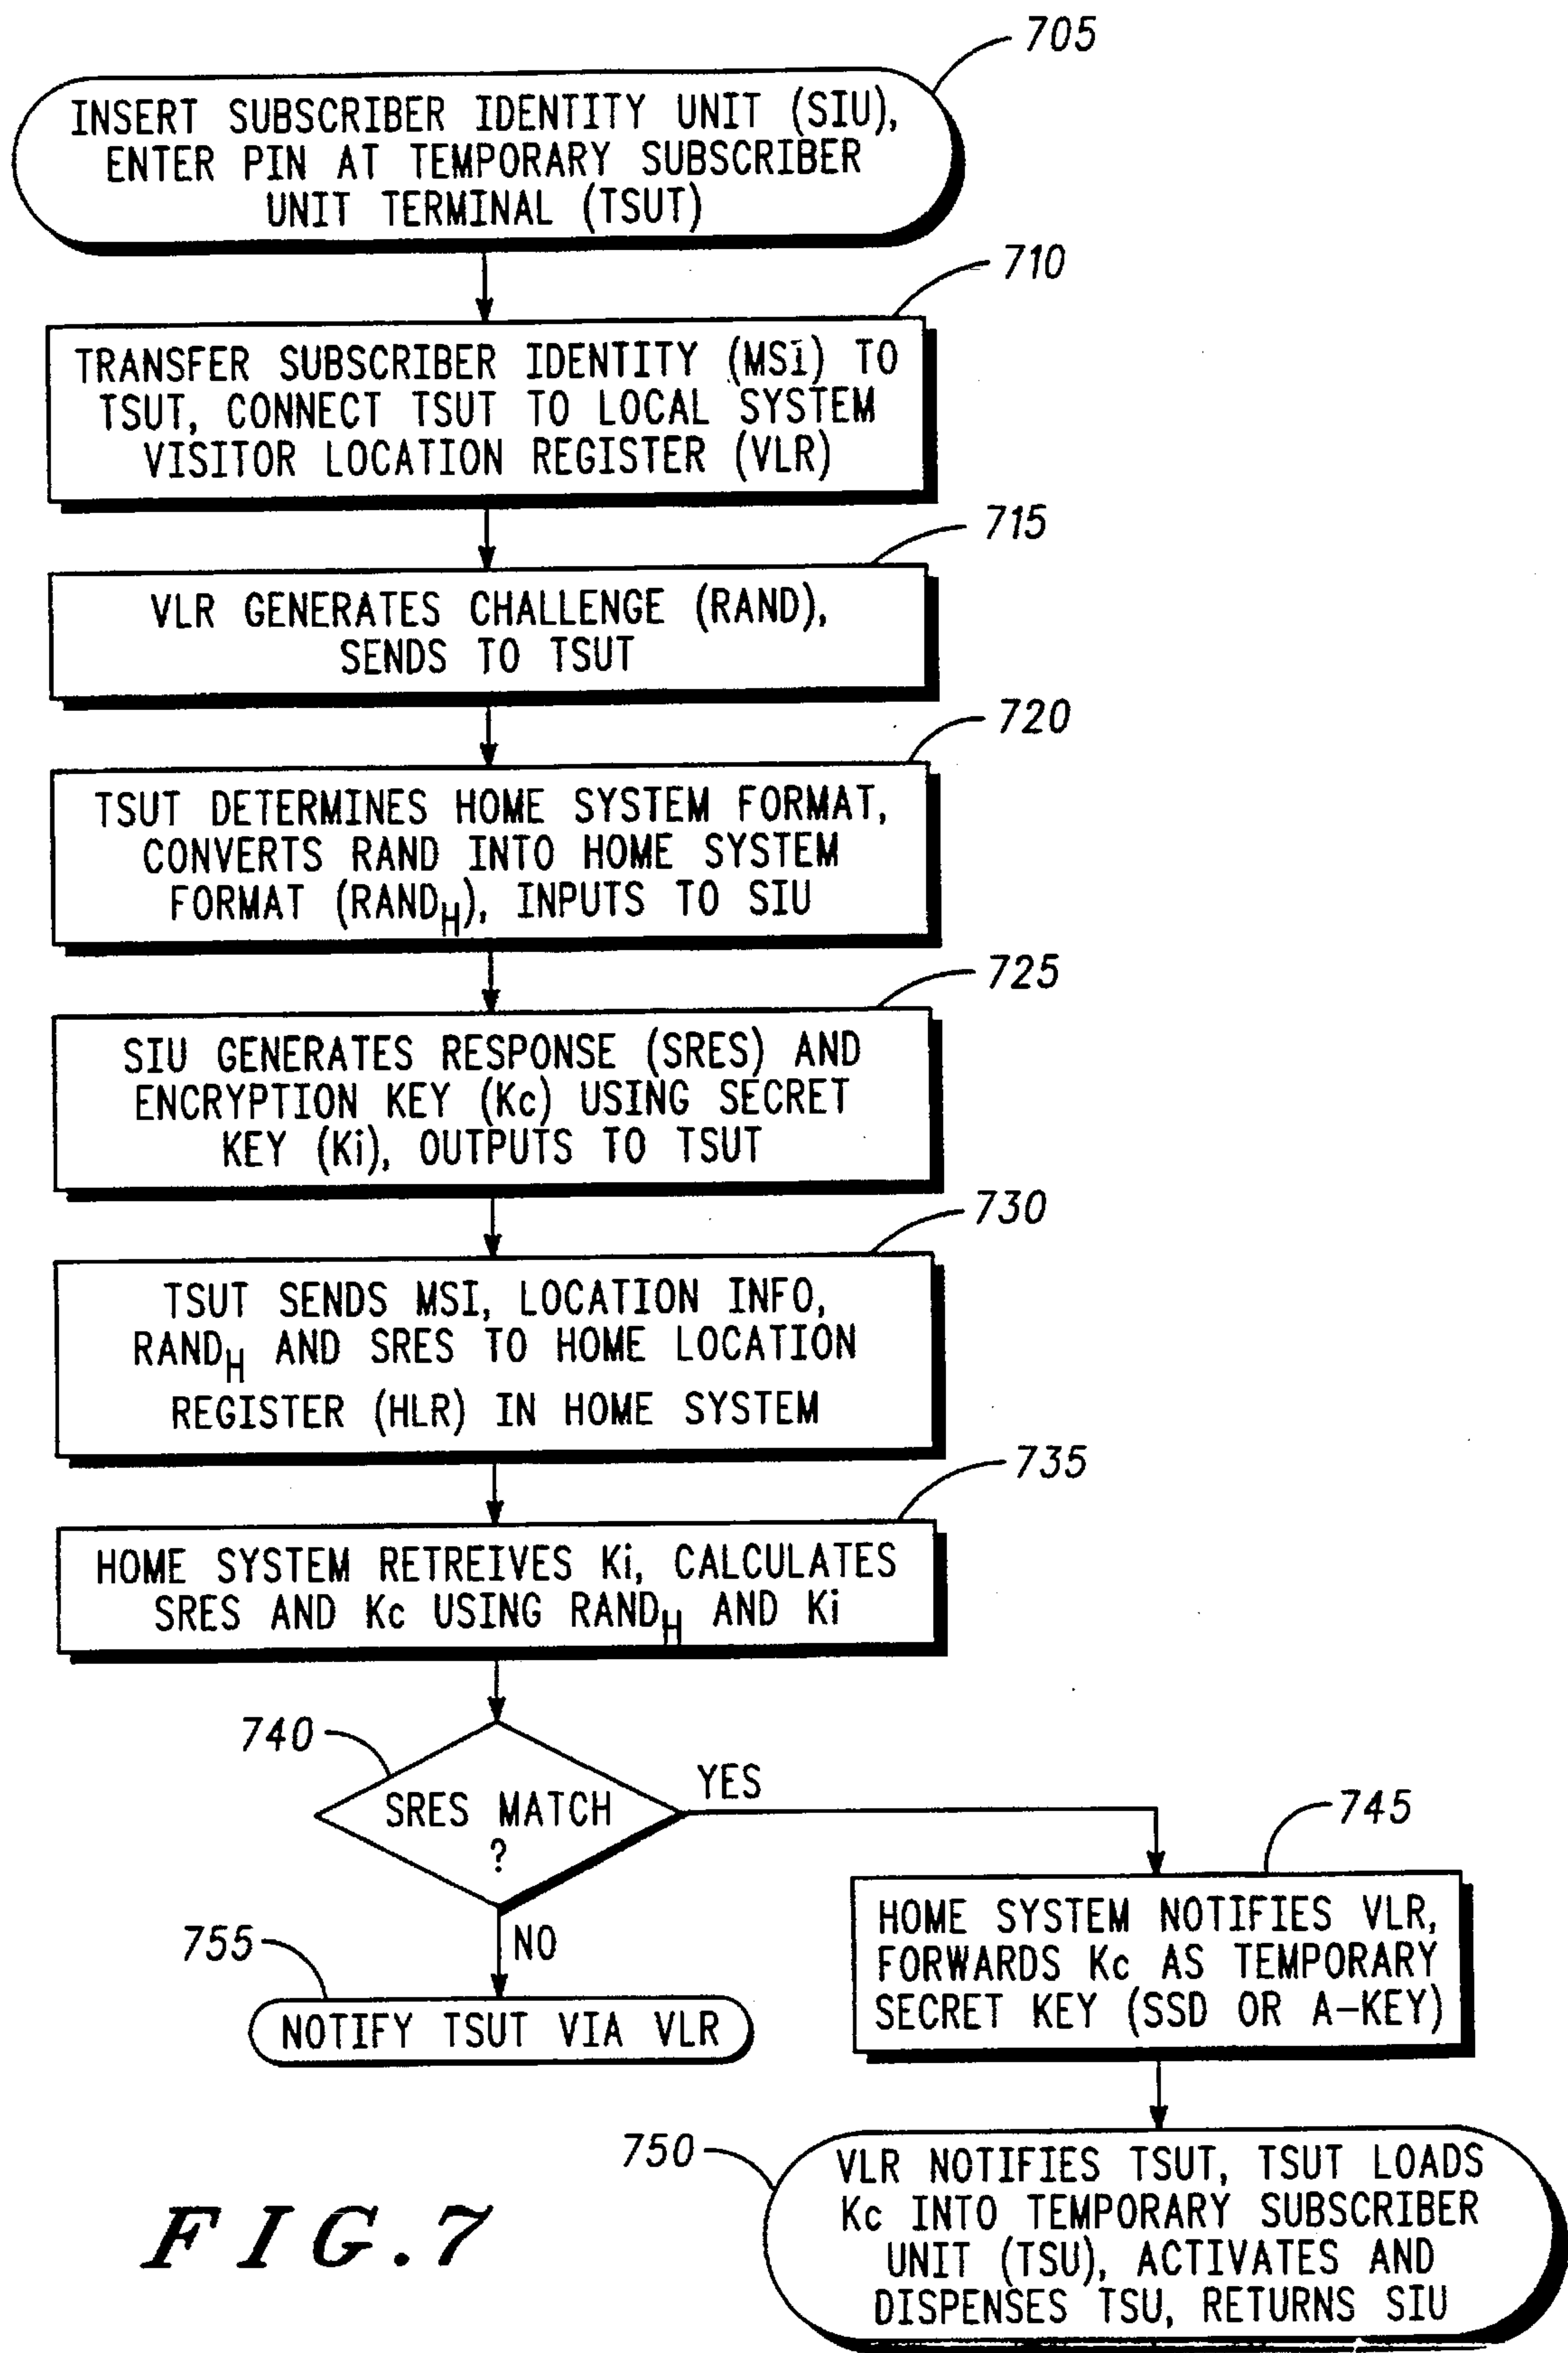 705
INSERT SUBSCRIBER IDENTITY UNIT (SIU),
ENTER PIN AT TEMPORARY SUBSCRIBER
UNIT TERMINAL (TSUT)
710
TRANSFER SUBSCRIBER IDENTITY (MSi) TO
TSUT, CONNECT TSUT TO LOCAL SYSTEM
VISITOR LOCATION REGISTER (VLR)
715
VLR GENERATES CHALLENGE (RAND),
SENDS TO TSUT
720
TSUT DETERMINES HOME SYSTEM FORMAT,
CONVERTS RAND INTO HOME SYSTEM
FORMAT (RANDH), INPUTS TO SIU
725
SIU GENERATES RESPONSE (SRES) AND
ENCRYPTION KEY (Kc) USING SECRET
KEY (Ki), OUTPUTS TO TSUT
730
TSUT SENDS MSI, LOCATION INFO,
RANDH AND SRES TO HOME LOCATION
REGISTER (HLR) IN HOME SYSTEM
735
HOME SYSTEM RETREIVES Ki, CALCULATES
SRES AND Kc USING RANDH AND Ki
740
SRES MATCH
?
YES
NO
745
HOME SYSTEM NOTIFIES VLR,
FORWARDS Kc AS TEMPORARY
SECRET KEY (SSD OR A-KEY)
755
NOTIFY TSUT VIA VLR
750
VLR NOTIFIES TSUT, TSUT LOADS
Kc INTO TEMPORARY SUBSCRIBER
UNIT (TSU), ACTIVATES AND
DISPENSES TSU, RETURNS SIU
FIG.7